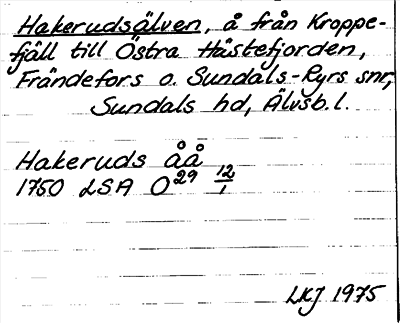 Hakerudsälven, å från Kroppe-
fjäll till Östra Hästefjorden,
Frändefors o. Sundals-Ryrs snr,
Sundals hd, Älvsb. l.
Hakeruds åå
1750 LSA O29 12/1
LKJ 1975